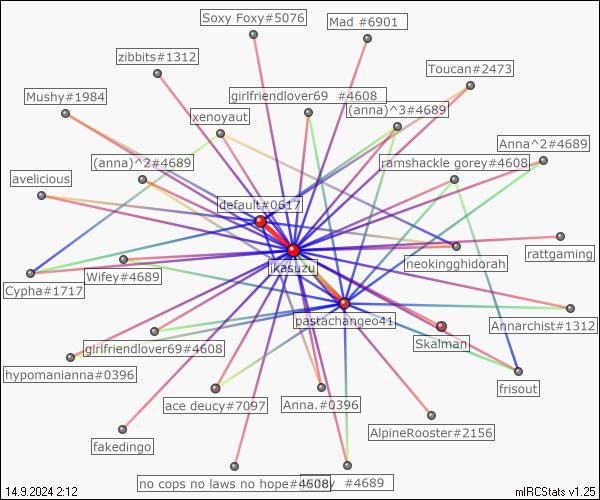 Soxy Foxy#5076
Mad #6901
zibbits#1312
Toucan#2473
Mushy#1984
girlfriendlover69 #4608
(anna)^3#4689
xenoyaut
Anna^2#4689
(anna)^2#4689
ramshackle gorey#4608
avelicious
default#0617
rattgaming
ikasuzu
neokingghidorah
Wifey#4689
Cypha#1717
pastachangeo41
Annarchist#1312
Skalman
girlfriendlover69#4608
hypomanianna#0396
frisout
ace deucy#7097
Anna.#0396
AlpineRooster#2156
fakedingo
no cops no laws no hope#4608
#4689
14.9.2024 2:12
mIRCStats v1.25